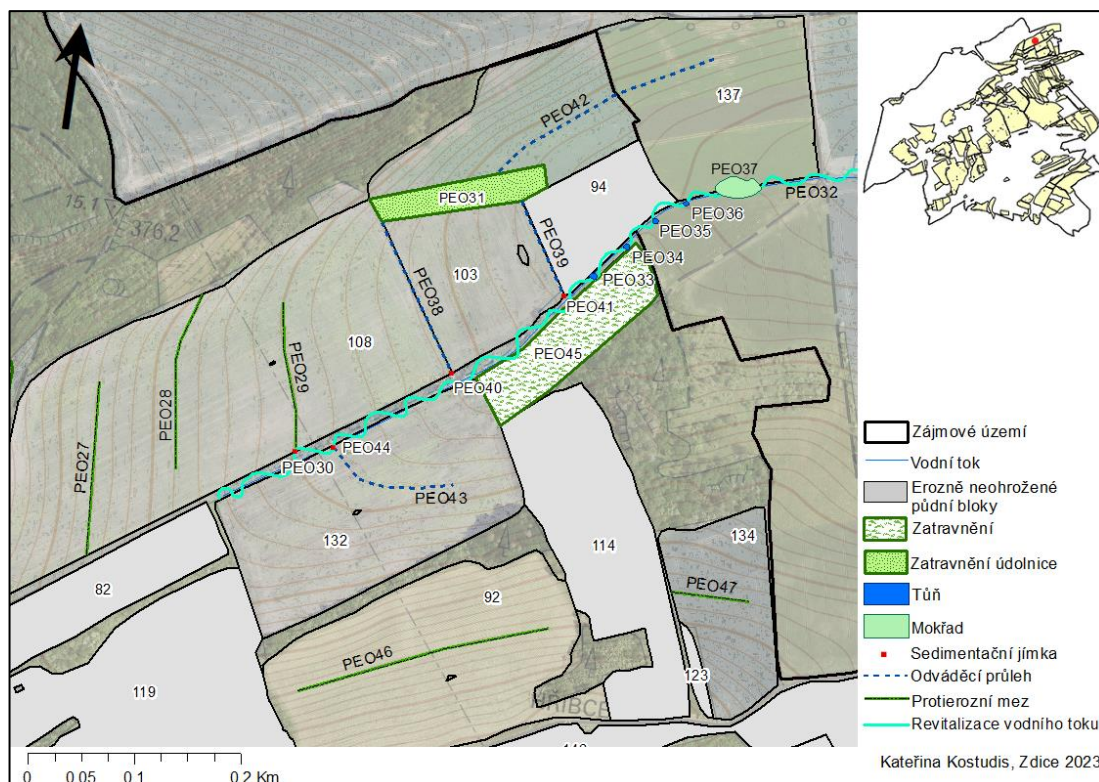 137
PEO42
PEO37
PEO32
PEO31
94
PEO36
PEO35
15.1
376.2
PEO39
PEO34
103
PEO33
PEO38
PEO41
108
PEO45
PEO29
PEO28
PEO40
PEO27
PEO44
PEO30
PEO43
132
114
134
82
92
PEO47
PEO46
123
119
HŘIBCE
0 0.05 0.1 0.2 Km
Zájmové území
Vodní tok
Erozně neohrožené
půdní bloky
Zatravnění
Zatravnění údolnice
Tůň
Mokřad
Sedimentační jímka
Odváděcí průleh
Protierozní mez
Revitalizace vodního toku
Kateřina Kostudis, Zdice 2023